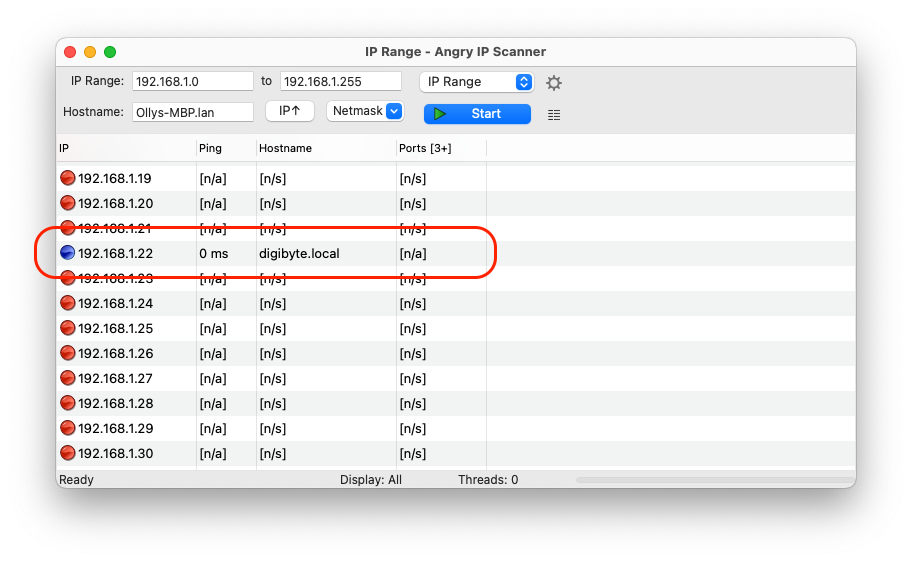 IP Range - Angry IP Scanner
IP Range: 192.168.1.0 to 192.168.1.255 IP Range
Hostname: Ollys-MBP.lan IP↑ Netmask Start
IP Ping Hostname Ports [3+]
192.168.1.19 [n/a] [n/s] [n/s]
192.168.1.20 [n/a] [n/s] [n/s]
192.168.1.21 [n/a] [n/s] [n/s]
192.168.1.22 0 ms digibyte.local [n/a]
192.168.1.23 [n/a] [n/s] [n/s]
192.168.1.24 [n/a] [n/s] [n/s]
192.168.1.25 [n/a] [n/s] [n/s]
192.168.1.26 [n/a] [n/s] [n/s]
192.168.1.27 [n/a] [n/s] [n/s]
192.168.1.28 [n/a] [n/s] [n/s]
192.168.1.29 [n/a] [n/s] [n/s]
192.168.1.30 [n/a] [n/s] [n/s]
Ready Display: All Threads: 0